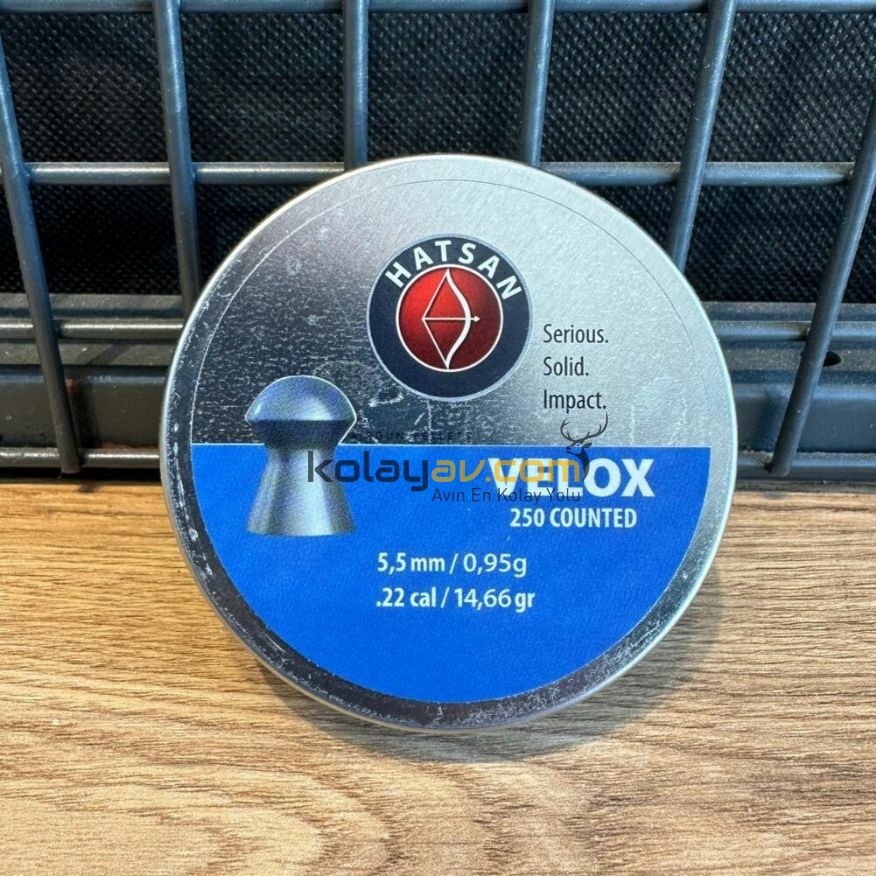 HATSAN
Serious.
Solid.
Impact.
kolayav.com
Avın En Kolay Yolu
VELOX
250 COUNTED
5,5 mm / 0,95g
.22 cal / 14,66 gr